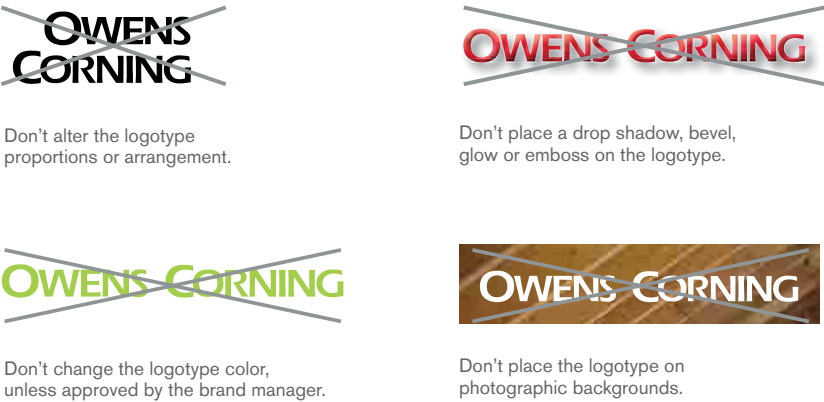 OWENS
CORNING
Don’t alter the logotype
proportions or arrangement.
OWENS CORNING
Don’t place a drop shadow, bevel,
glow or emboss on the logotype.
OWENS CORNING
Don’t change the logotype color,
unless approved by the brand manager.
OWENS CORNING
Don’t place the logotype on
photographic backgrounds.